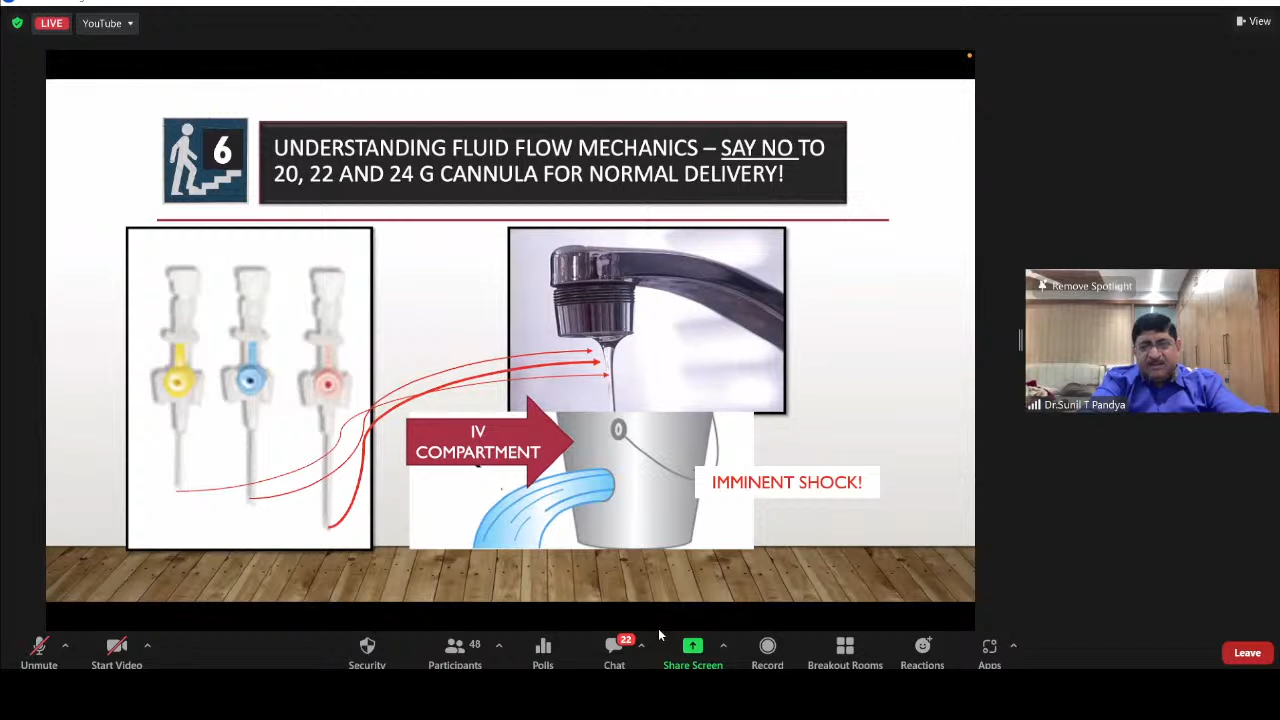 LIVE
YouTube
View
6
UNDERSTANDING FLUID FLOW MECHANICS – SAY NO TO
20, 22 AND 24 G CANNULA FOR NORMAL DELIVERY!
IV
COMPARTMENT
IMMINENT SHOCK!
Remove Spotlight
Dr.Sunil T Pandya
Unmute
Start Video
Security
48
Participants
Polls
22
Chat
Share Screen
Record
Breakout Rooms
Reactions
Apps
Leave